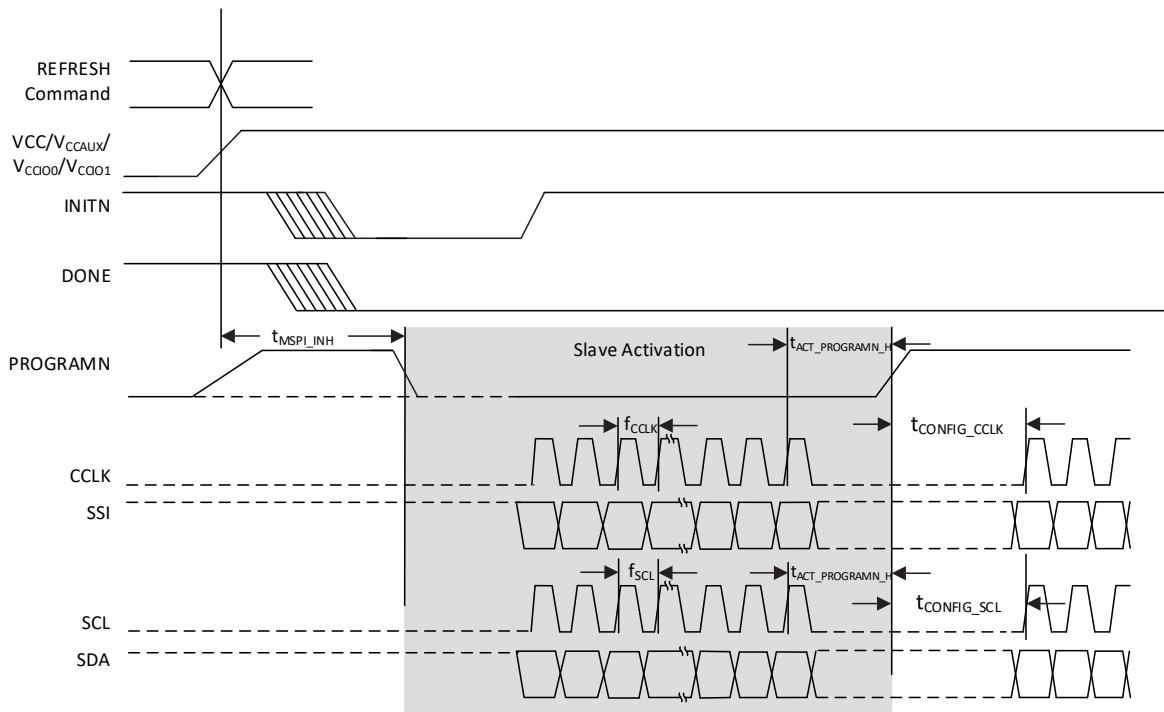 REFRESH
Command
VCC/VCCAUX/
VCCIO0/VCCIO1
INITN
DONE
tMSPI_INH
Slave Activation
tACT_PROGRAMN_H
PROGRAMN
fCCLK
tCONFIG_CCLK
CCLK
SSI
fSCL
tACT_PROGRAMN_H
tCONFIG_SCL
SCL
SDA